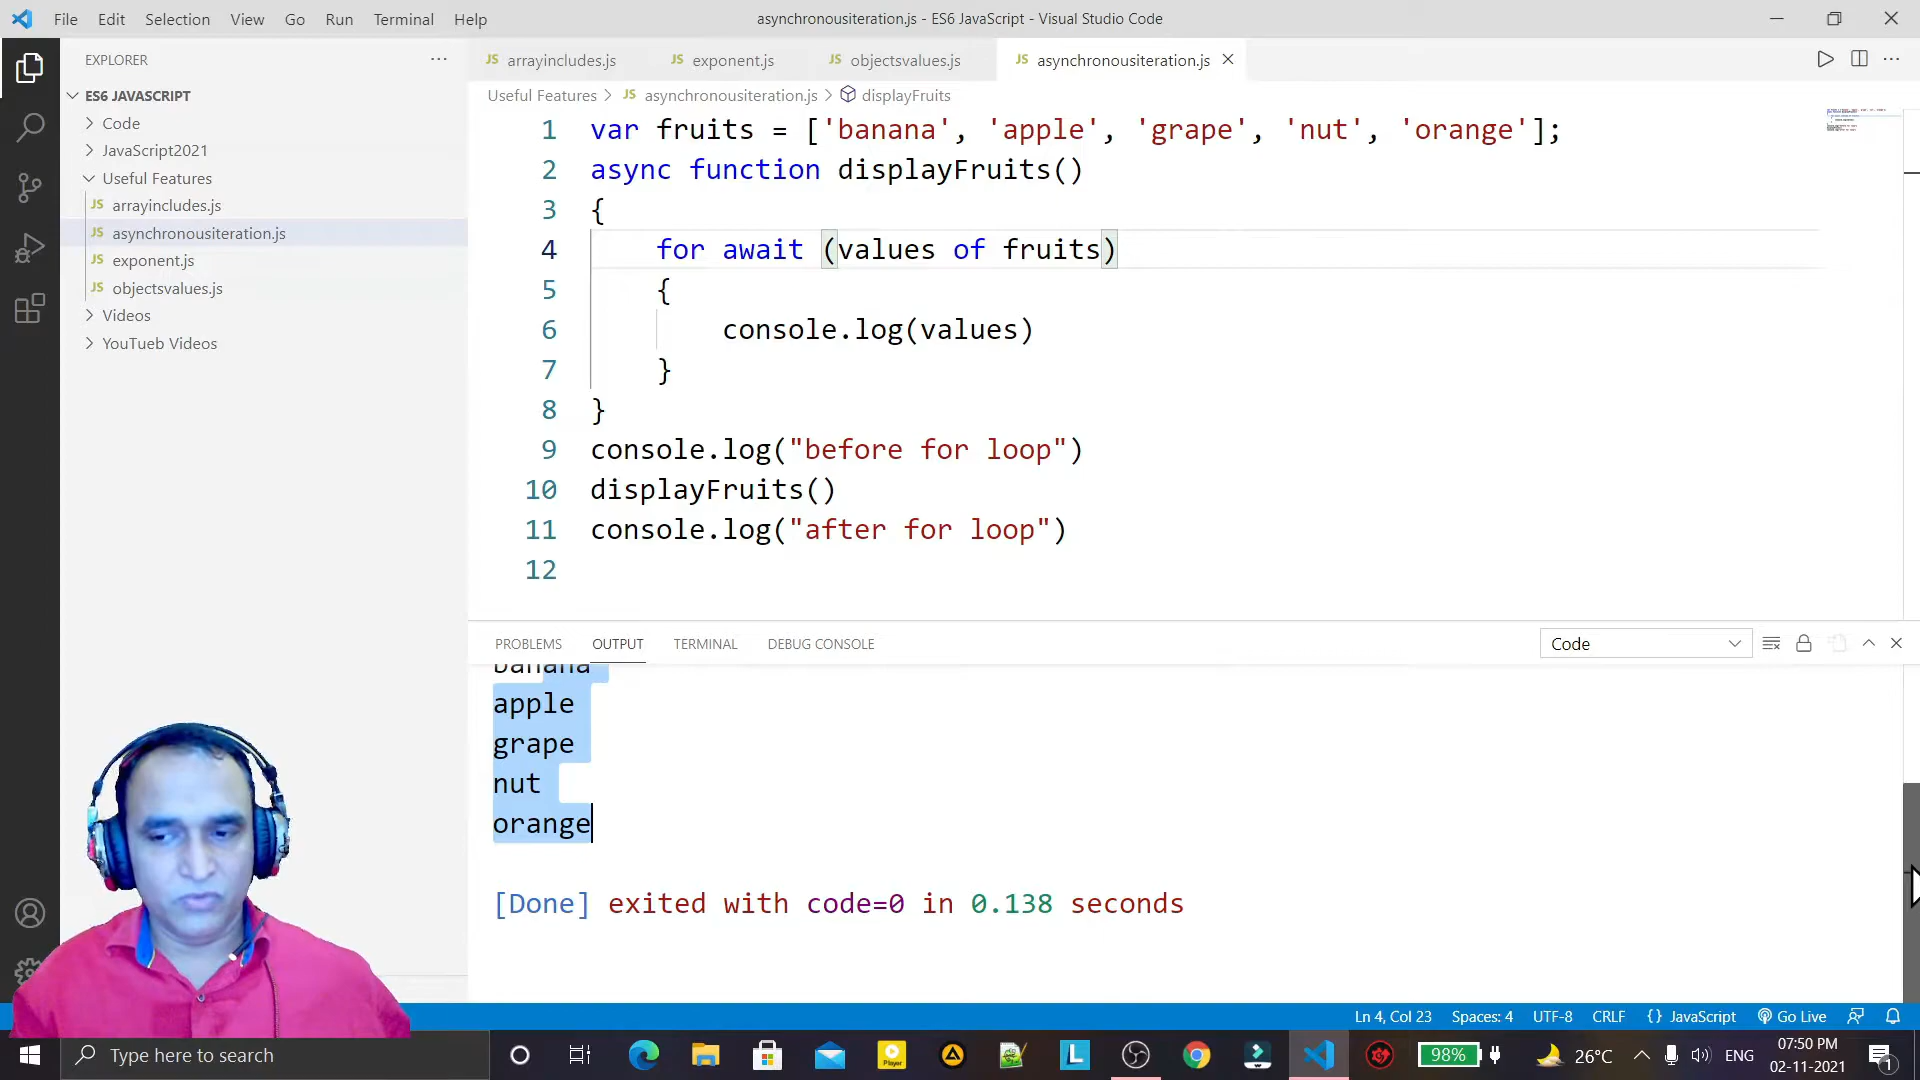 File Edit Selection View Go Run Terminal Help
asynchronousiteration.js - ES6 JavaScript - Visual Studio Code
EXPLORER
ES6 JAVASCRIPT
Code
JavaScript2021
Useful Features
JS arrayincludes.js
JS asynchronousiteration.js
JS exponent.js
JS objectsvalues.js
Videos
YouTueb Videos
JS arrayincludes.js JS exponent.js JS objectsvalues.js JS asynchronousiteration.js
Useful Features > JS asynchronousiteration.js > displayFruits
1 var fruits = ['banana', 'apple', 'grape', 'nut', 'orange'];
2 async function displayFruits()
3 {
4 for await (values of fruits)
5 {
6 console.log(values)
7 }
8 }
9 console.log("before for loop")
10 displayFruits()
11 console.log("after for loop")
12
PROBLEMS OUTPUT TERMINAL DEBUG CONSOLE
Code
banana
apple
grape
nut
orange
[Done] exited with code=0 in 0.138 seconds
Ln 4, Col 23 Spaces: 4 UTF-8 CRLF {} JavaScript Go Live
Type here to search
Player
L
98%
26°C
ENG
07:50 PM
02-11-2021
1